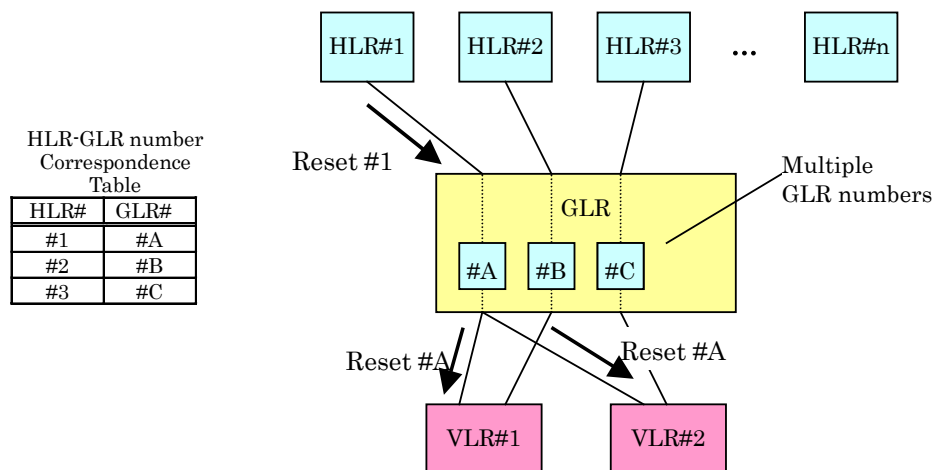 HLR#1 HLR#2 HLR#3 ... HLR#n
Reset #1
HLR-GLR number
Correspondence
Table
HLR# GLR#
#1 #A
#2 #B
#3 #C
Multiple
GLR numbers
GLR
#A #B #C
Reset #A
Reset #A
VLR#1 VLR#2